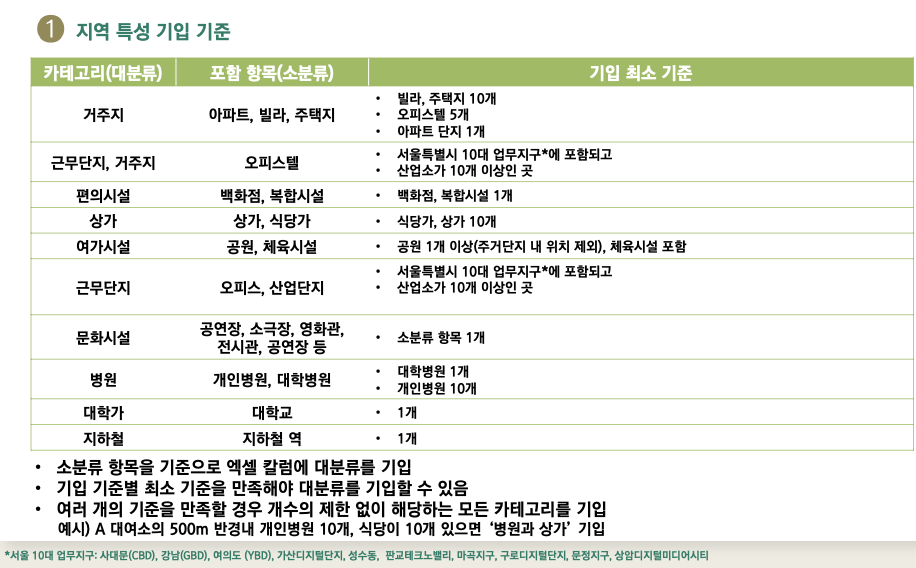 1 지역 특성 기입 기준
카테고리(대분류) 포함 항목(소분류) 기입 최소 기준
거주지 아파트, 빌라, 주택지
• 빌라, 주택지 10개
• 오피스텔 5개
• 아파트 단지 1개
근무단지, 거주지 오피스텔
• 서울특별시 10대 업무지구*에 포함되고
• 산업소가 10개 이상인 곳
편의시설 백화점, 복합시설 • 백화점, 복합시설 1개
상가 상가, 식당가 • 식당가, 상가 10개
여가시설 공원, 체육시설 • 공원 1개 이상(주거단지 내 위치 제외), 체육시설 포함
근무단지 오피스, 산업단지
• 서울특별시 10대 업무지구*에 포함되고
• 산업소가 10개 이상인 곳
문화시설 공연장, 소극장, 영화관,
전시관, 공연장 등
• 소분류 항목 1개
병원 개인병원, 대학병원
• 대학병원 1개
• 개인병원 10개
대학가 대학교 • 1개
지하철 지하철 역 • 1개
• 소분류 항목을 기준으로 엑셀 칼럼에 대분류를 기입
• 기입 기준별 최소 기준을 만족해야 대분류를 기입할 수 있음
• 여러 개의 기준을 만족할 경우 개수의 제한 없이 해당하는 모든 카테고리를 기입
예시) A 대여소의 500m 반경내 개인병원 10개, 식당이 10개 있으면 ‘병원과 상가’ 기입
*서울 10대 업무지구: 사대문(CBD), 강남(GBD), 여의도 (YBD), 가산디지털단지, 성수동, 판교테크노밸리, 마곡지구, 구로디지털단지, 문정지구, 상암디지털미디어시티